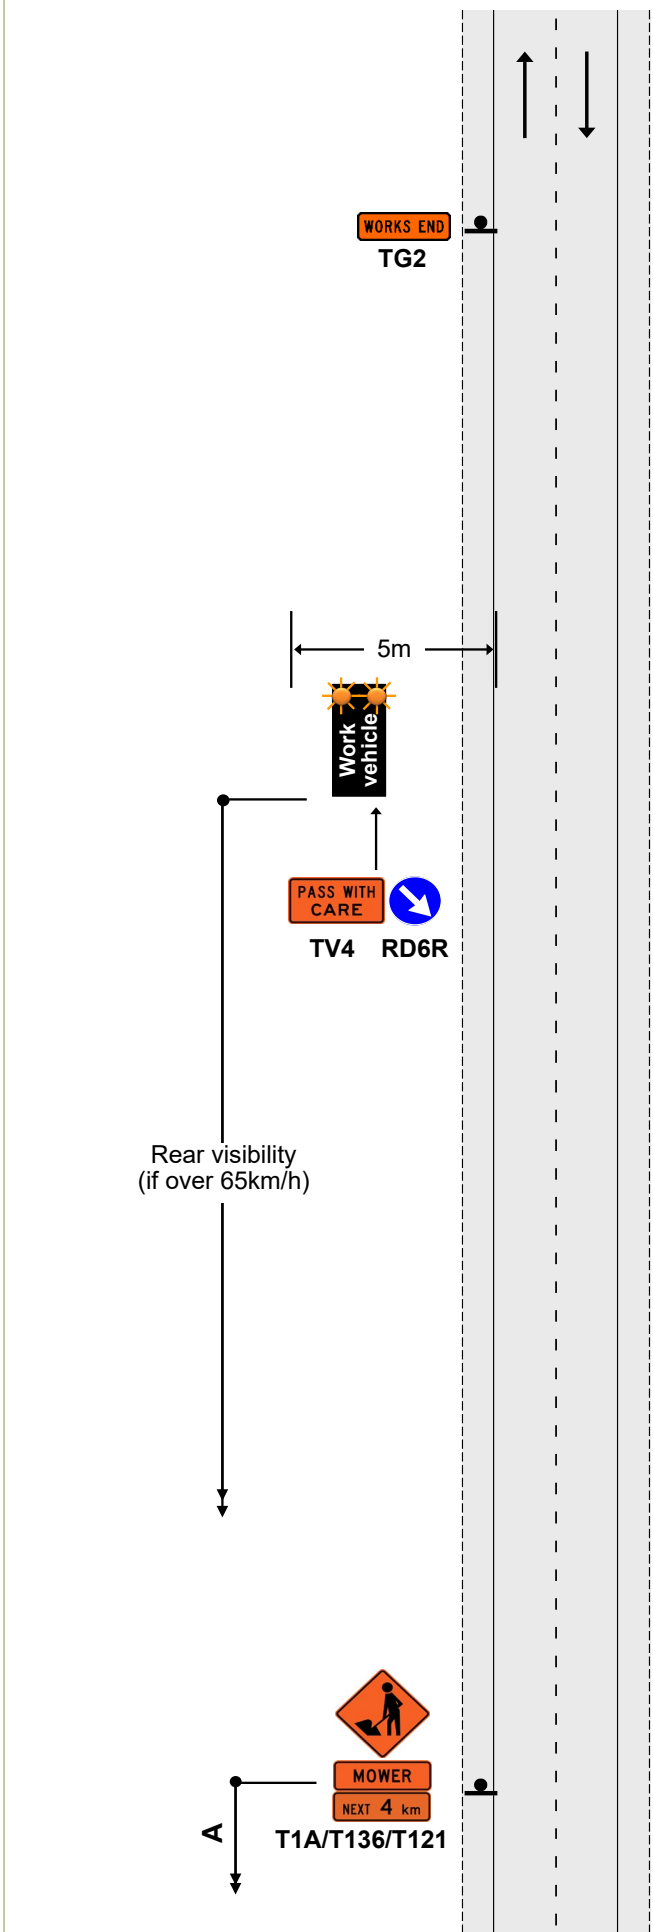 WORKS END
TG2
5m
Work
vehicle
PASS WITH
CARE
TV4 RD6R
Rear visibility
(if over 65km/h)
MOWER
NEXT 4 km
A
T1A/T136/T121